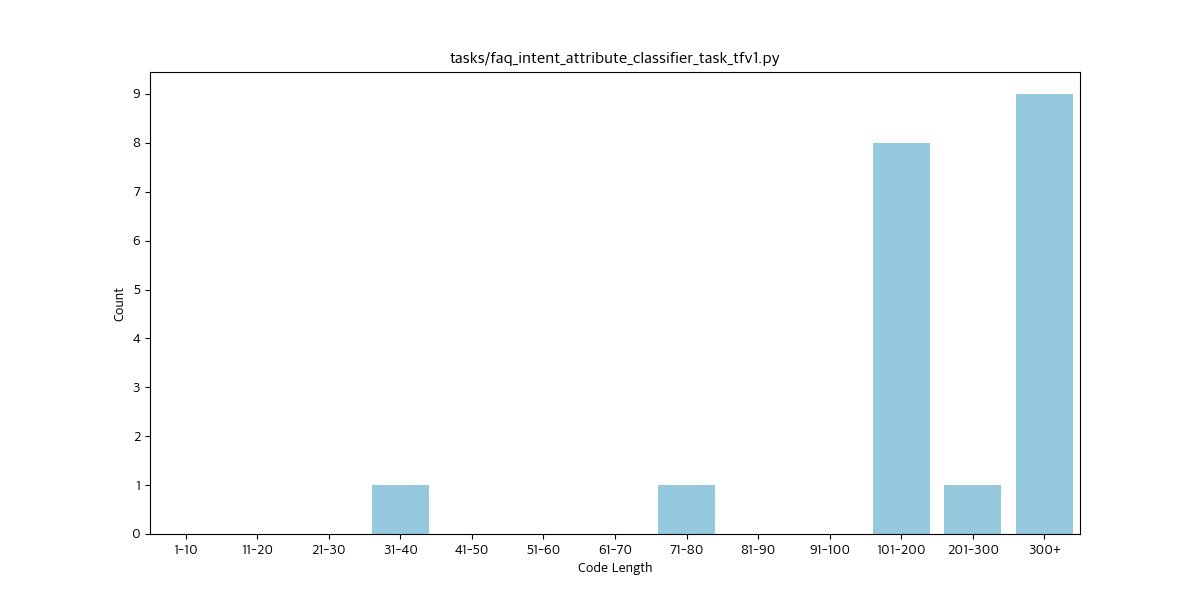 tasks/faq_intent_attribute_classifier_task_tfv1.py
9
8
7
6
5
4
3
2
1
0
Count
1-10 11-20 21-30 31-40 41-50 51-60 61-70 71-80 81-90 91-100 101-200 201-300 300+
Code Length